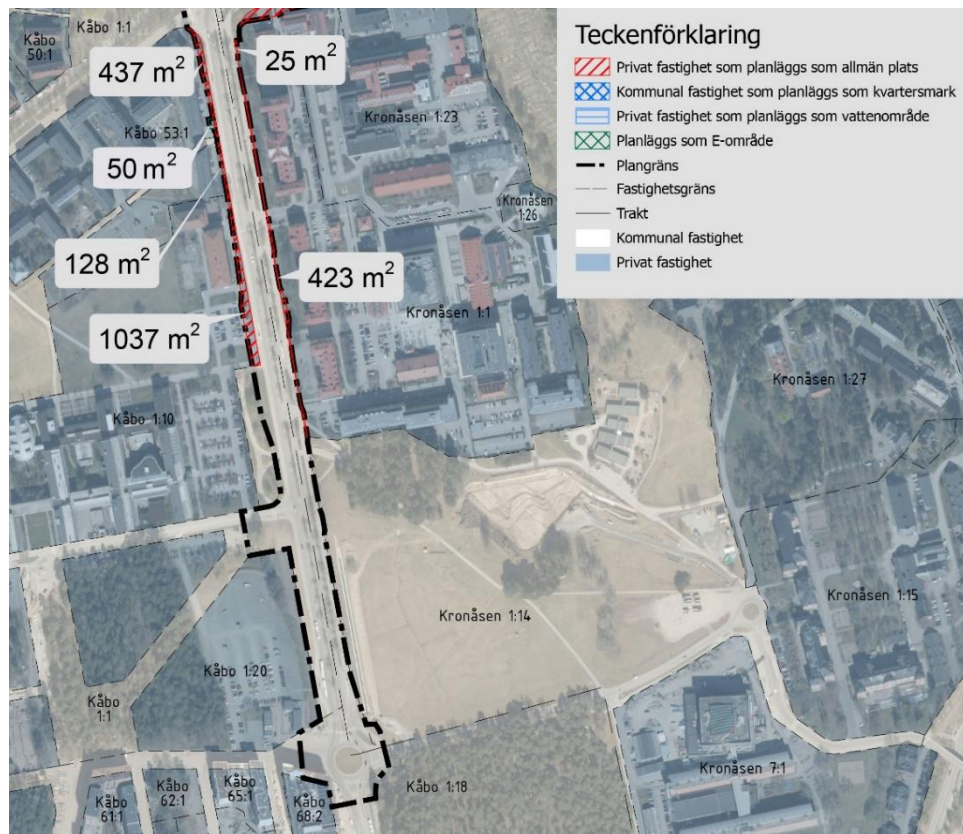 Kåbo 1:1
Kåbo
50:1
437 m²
25 m²
Kåbo 53:1
50 m²
128 m²
1037 m²
423 m²
Kronåsen
1:23
Kronåsen
1:26
Kronåsen 1:1
Teckenförklaring
Privat fastighet som planläggs som allmän plats
Kommunal fastighet som planläggs som kvartersmark
Privat fastighet som planläggs som vattenområde
Planläggs som E-område
Plangräns
Fastighetsgräns
Trakt
Kommunal fastighet
Privat fastighet
Kronåsen 1:27
Kåbo 1:10
Kronåsen 1:14
Kronåsen 1:15
Kåbo 1:20
Kåbo
1:1
Kronåsen 7:1
Kåbo 1:18
Kåbo
61:1
Kåbo
62:1
Kåbo
65:1
Kåbo
68:2